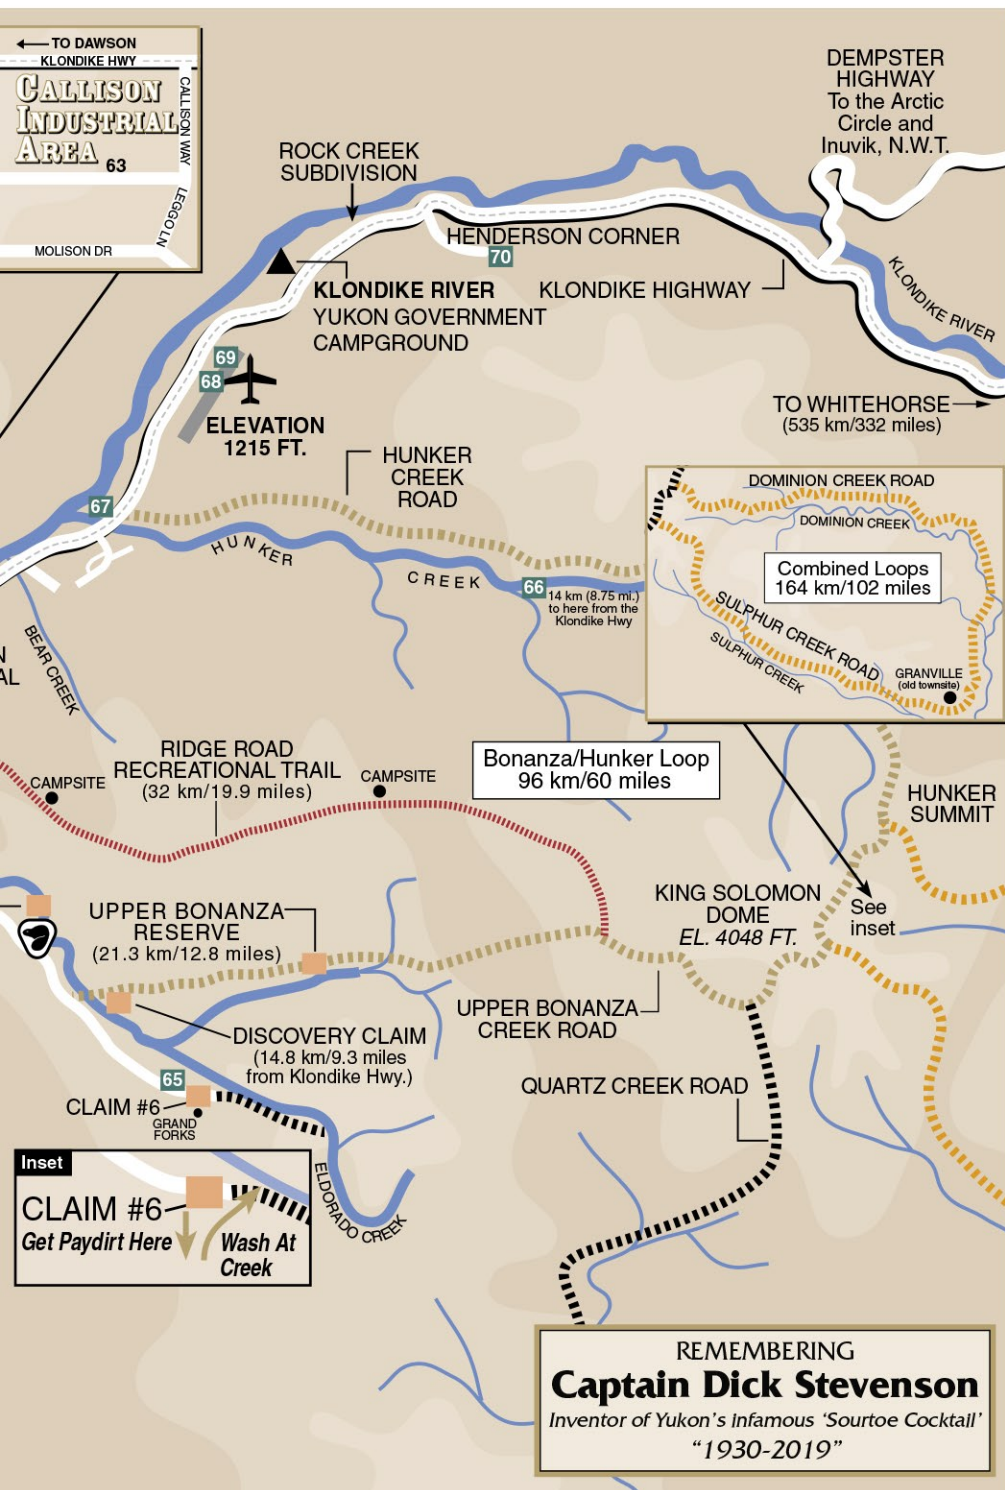 TO DAWSON
KLONDIKE HWY
CALLISON
INDUSTRIAL
AREA 63
CALLISON WAY
LEGGO LN
MOLISON DR
DEMPSTER
HIGHWAY
To the Arctic
Circle and
Inuvik, N.W.T.
ROCK CREEK
SUBDIVISION
HENDERSON CORNER
70
KLONDIKE RIVER
YUKON GOVERNMENT
CAMPGROUND
KLONDIKE HIGHWAY
KLONDIKE RIVER
69
68
ELEVATION
1215 FT.
TO WHITEHORSE
(535 km/332 miles)
HUNKER
CREEK
ROAD
67
HUNKER
CREEK
66
14 km (8.75 mi.)
to here from the
Klondike Hwy
DOMINION CREEK ROAD
DOMINION CREEK
Combined Loops
164 km/102 miles
SULPHUR CREEK ROAD
SULPHUR CREEK
GRANVILLE
(old townsite)
N
AL
BEAR CREEK
RIDGE ROAD
RECREATIONAL TRAIL
(32 km/19.9 miles)
CAMPSITE
CAMPSITE
Bonanza/Hunker Loop
96 km/60 miles
HUNKER
SUMMIT
KING SOLOMON
DOME
EL. 4048 FT.
See
inset
UPPER BONANZA
RESERVE
(21.3 km/12.8 miles)
UPPER BONANZA
CREEK ROAD
DISCOVERY CLAIM
(14.8 km/9.3 miles
from Klondike Hwy.)
65
CLAIM #6
GRAND
FORKS
QUARTZ CREEK ROAD
ELDORADO CREEK
Inset
CLAIM #6
Get Paydirt Here
Wash At
Creek
REMEMBERING
Captain Dick Stevenson
Inventor of Yukon's infamous 'Sourtoe Cocktail'
"1930-2019"